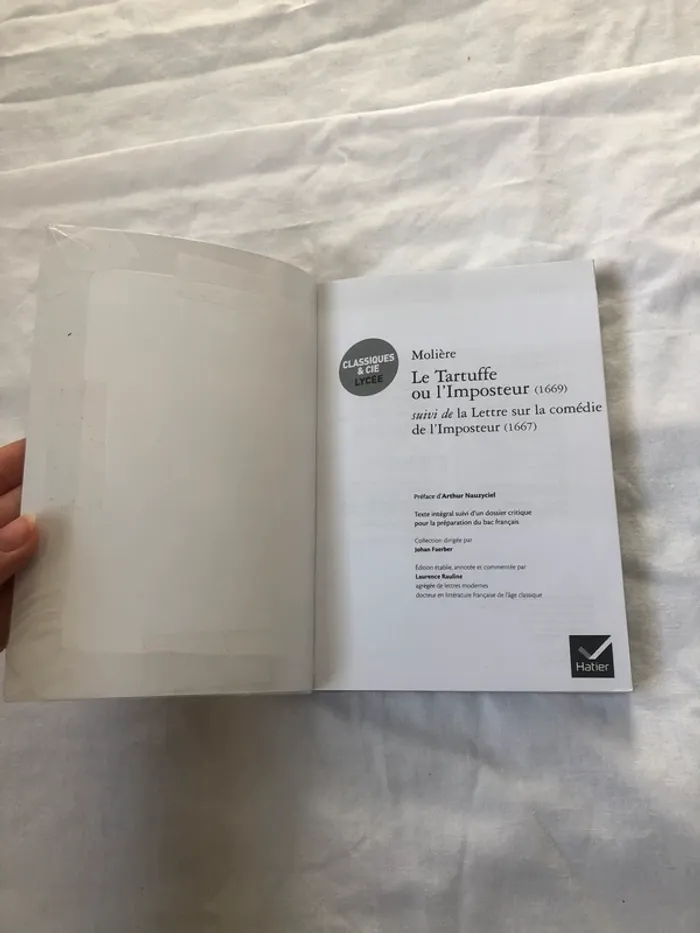 CLASSIQUES
& CIE
LYCÉE
Molière
Le Tartuffe
ou l'Imposteur (1669)
suivi de la Lettre sur la comédie
de l'Imposteur (1667)
Préface d'Arthur Nauzyciel
Texte intégral suivi d'un dossier critique
pour la préparation du bac français
Collection dirigée par
Johan Faerber
Édition établie, annotée et commentée par
Laurence Rauline
agrégée de lettres modernes
docteur en littérature française de l'âge classique
Hatier